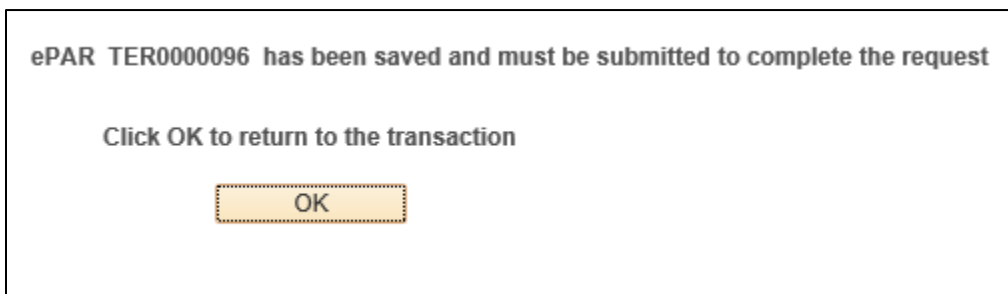 ePAR TER0000096 has been saved and must be submitted to complete the request
Click OK to return to the transaction
OK